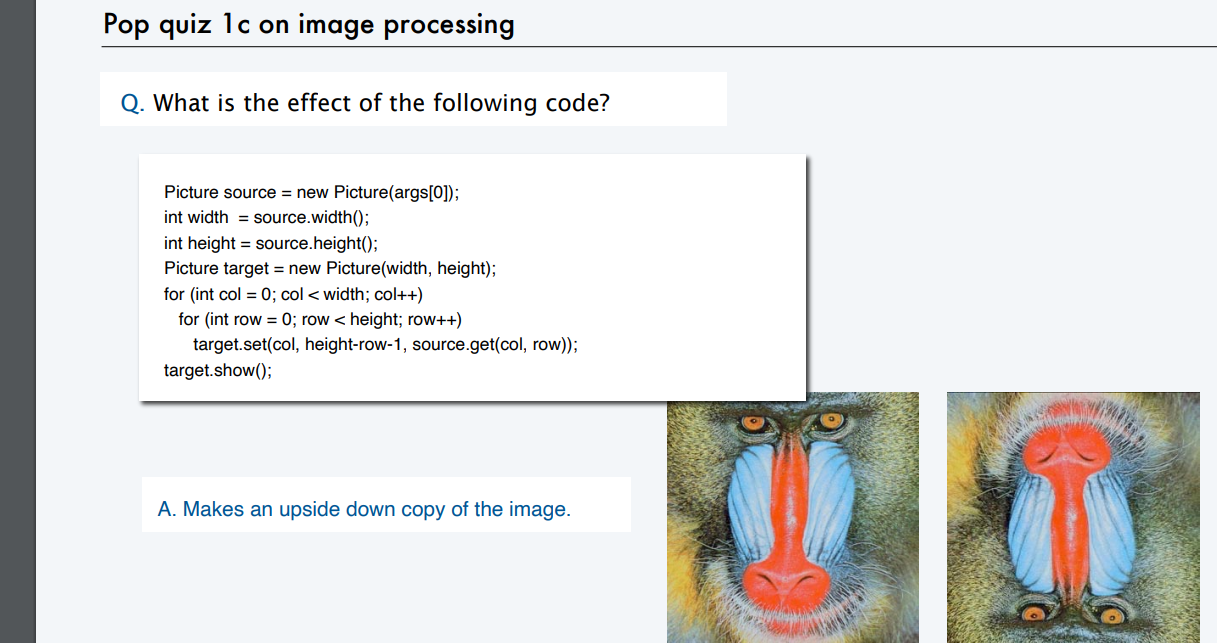 Pop quiz 1c on image processing
Q. What is the effect of the following code?
Picture source = new Picture(args[0]);
int width  = source.width();
int height = source.height();
Picture target = new Picture(width, height);
for (int col = 0; col < width; col++)
   for (int row = 0; row < height; row++)
      target.set(col, height-row-1, source.get(col, row));
target.show();
A. Makes an upside down copy of the image.